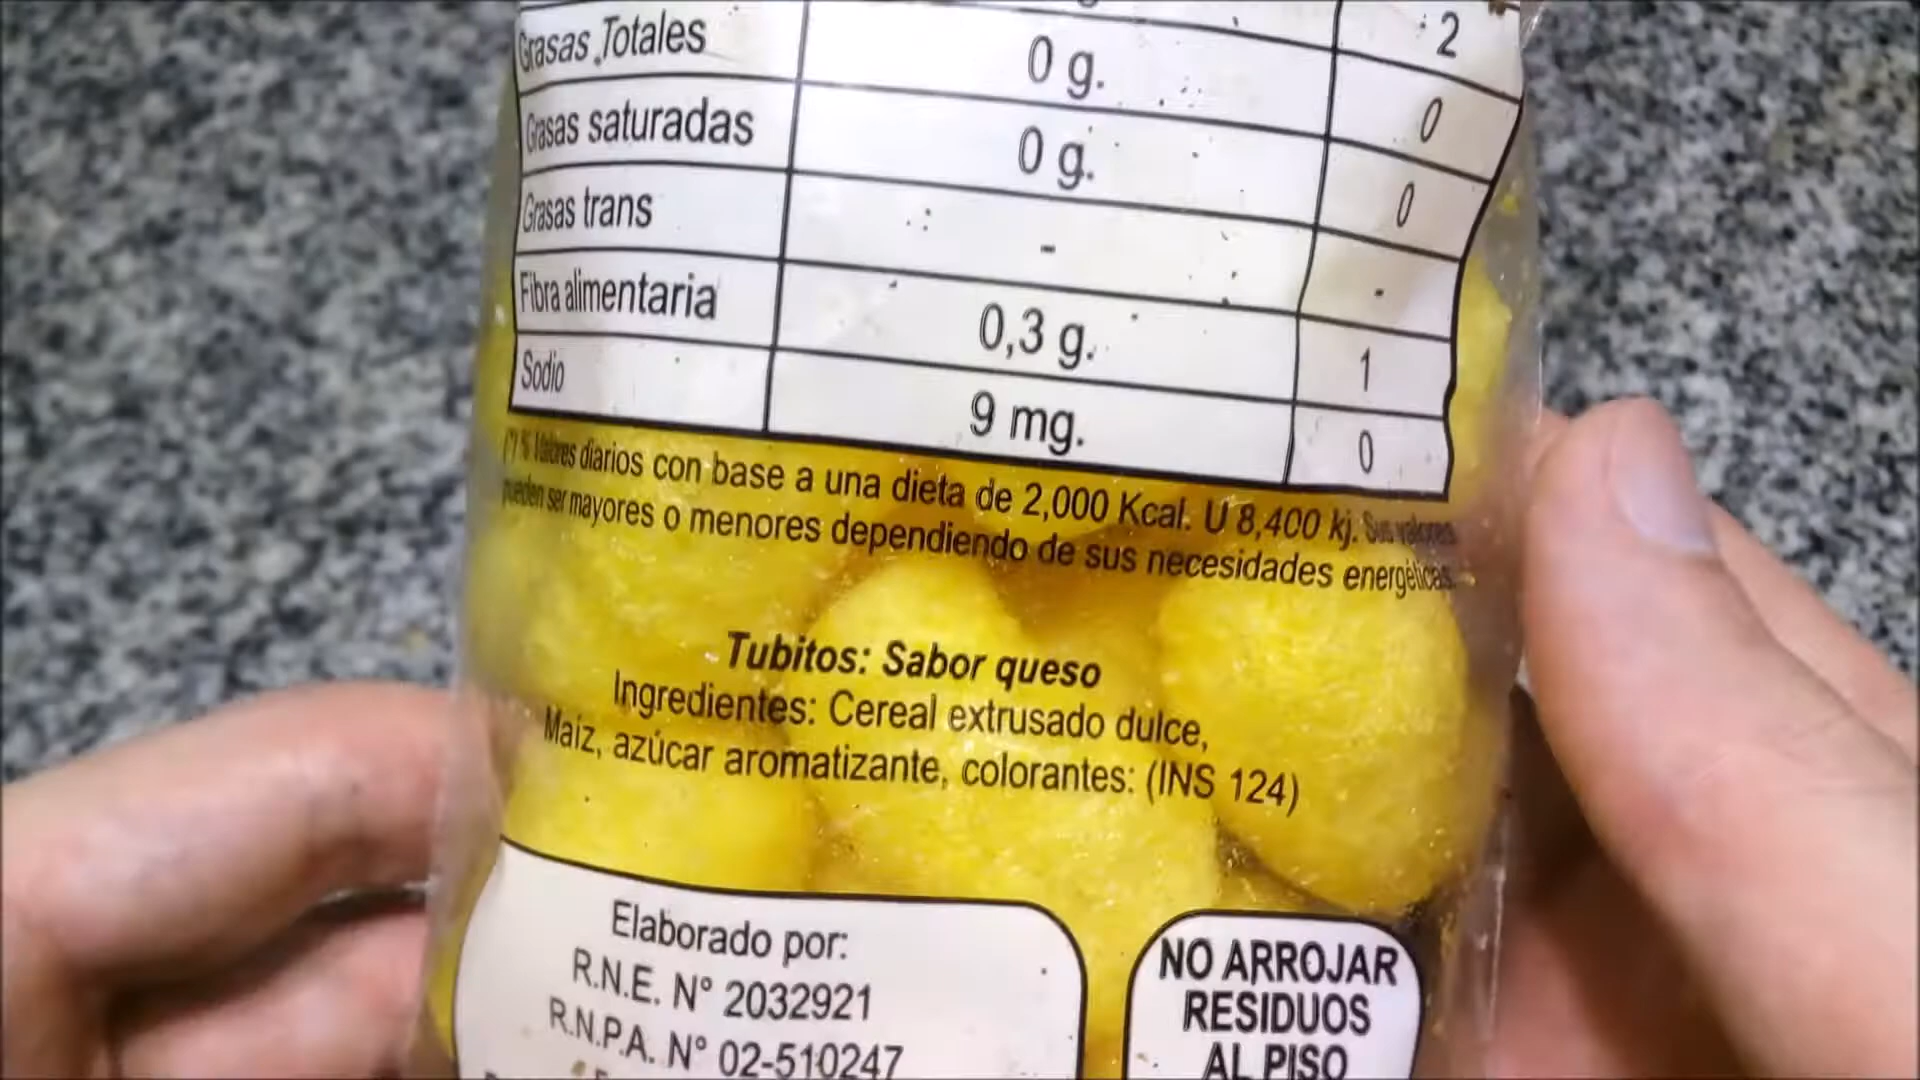 2
Grasas Totales 0 g. 0
Grasas saturadas 0 g. 0
Grasas trans - -
Fibra alimentaria 0,3 g. 1
Sodio 9 mg. 0
(*) % Valores diarios con base a una dieta de 2,000 Kcal. U 8,400 kj. Sus valores
pueden ser mayores o menores dependiendo de sus necesidades energéticas.
Tubitos: Sabor queso
Ingredientes: Cereal extrusado dulce,
Maíz, azúcar aromatizante, colorantes: (INS 124)
Elaborado por:
R.N.E. N° 2032921
R.N.P.A. N° 02-510247
NO ARROJAR
RESIDUOS
AL PISO